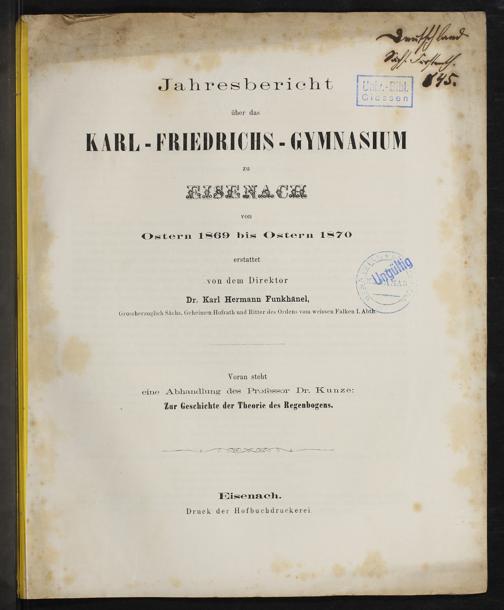 Deutschland
845.
Univ.-Bibl.
Giessen
Jahresbericht
über das
KARL-FRIEDRICHS-GYMNASIUM
zu
EISENACH
von
Ostern 1869 bis Ostern 1870
erstattet
von dem Direktor
Ungültig
Dr. Karl Hermann Funkhänel,
Grossherzoglich Sächs. Geheimen Hofrath und Ritter des Ordens vom weissen Falken I. Abth.
Voran steht
eine Abhandlung des Professor Dr. Kunze:
Zur Geschichte der Theorie des Regenbogens.
Eisenach.
Druck der Hofbuchdruckerei.